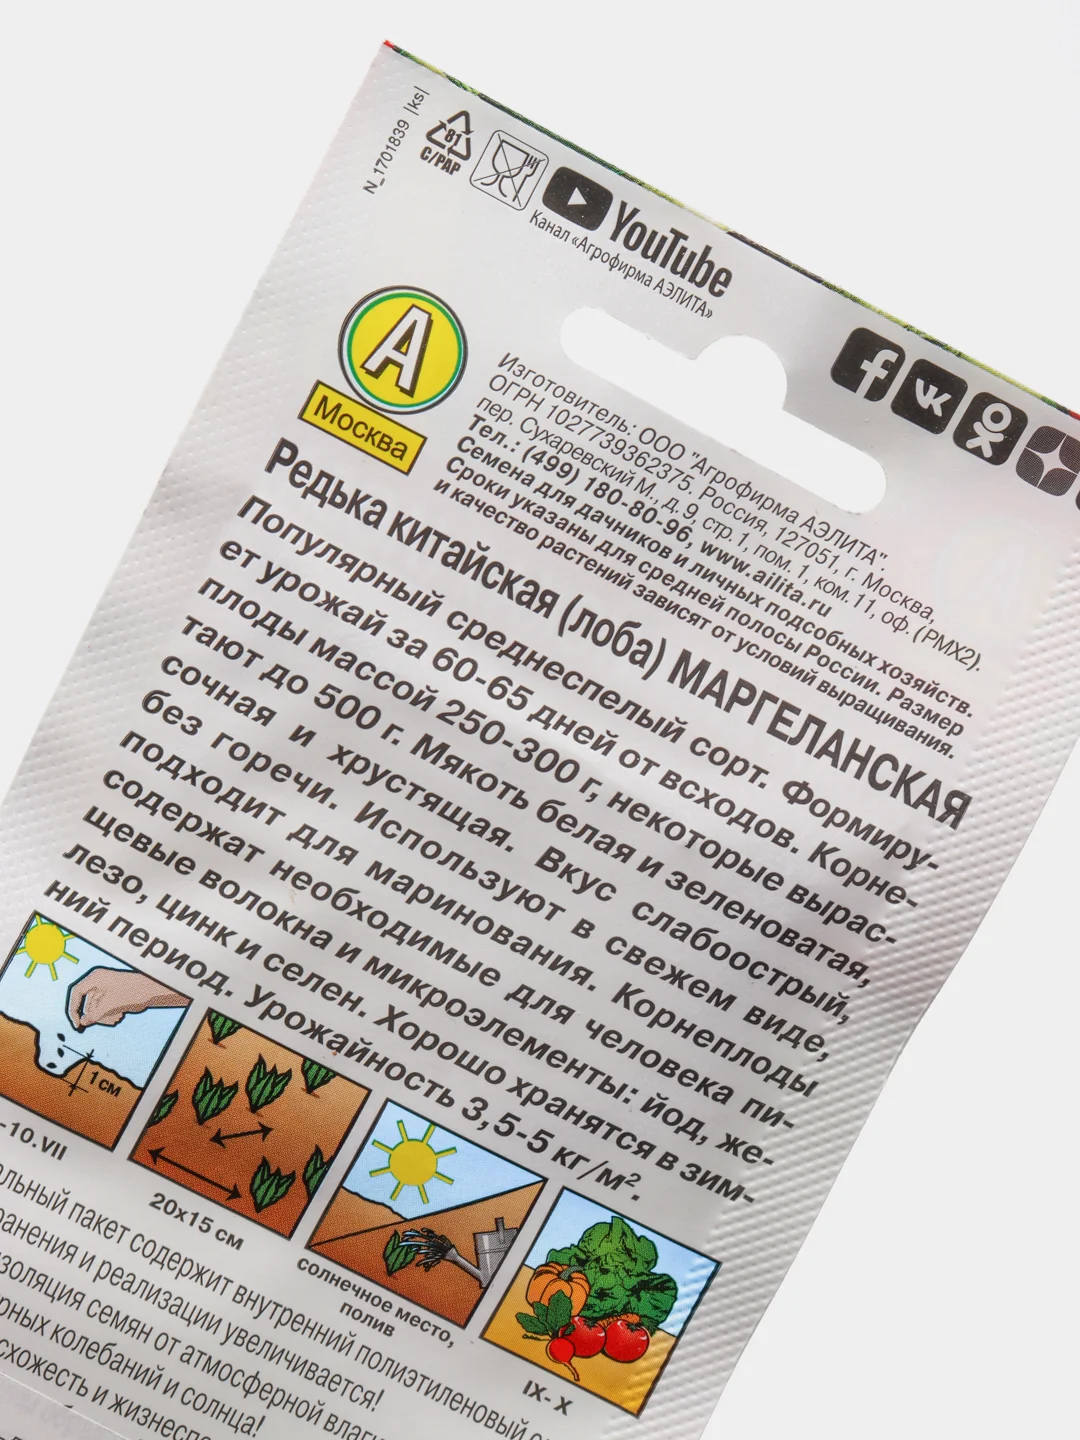 N_1701839 |ks|
81
C/PAP
YouTube
Канал «Агрофирма АЭЛИТА»
А
Москва
Изготовитель: ООО "Агрофирма АЭЛИТА".
ОГРН 1027739362375. Россия, 127051, г. Москва,
пер. Сухаревский М., д. 9, стр. 1, пом. 1, ком. 11, оф. (РМХ2).
Тел.: (499) 180-80-96, www.ailita.ru
Семена для дачников и личных подсобных хозяйств.
Сроки указаны для средней полосы России. Размер
и качество растений зависят от условий выращивания.
Редька китайская (лоба) МАРГЕЛАНСКАЯ
Популярный среднеспелый сорт. Формиру-
ет урожай за 60-65 дней от всходов. Корне-
плоды массой 250-300 г, некоторые вырас-
тают до 500 г. Мякоть белая и зеленоватая,
сочная и хрустящая. Вкус слабоострый,
без горечи. Используют в свежем виде,
подходит для маринования. Корнеплоды
содержат необходимые для человека пи-
щевые волокна и микроэлементы: йод, же-
лезо, цинк и селен. Хорошо хранятся в зим-
ний период. Урожайность 3,5-5 кг/м².
1 см
-10.VII
20x15 см
солнечное место,
полив
IX- X
пакет содержит внутренний полиэтиленовый
и реализации увеличивается!
семян от атмосферной
колебаний и солнца!
и